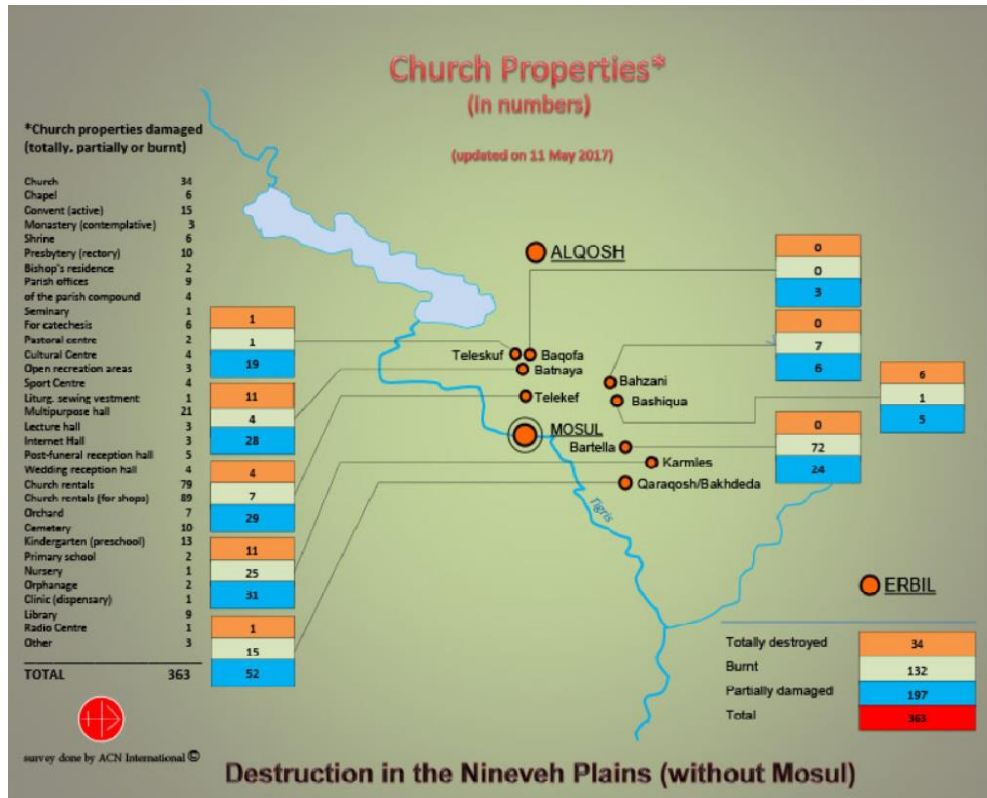 Church Properties*
(in numbers)
(updated on 11 May 2017)
*Church properties damaged
(totally, partially or burnt)
Church 34
Chapel 6
Convent (active) 15
Monastery (contemplative) 3
Shrine 6
Presbytery (rectory) 10
Bishop's residence 2
Parish offices 9
of the parish compound 4
Seminary 1
For catechesis 6
Pastoral centre 2
Cultural Centre 4
Open recreation areas 3
Sport Centre 4
Liturg. sewing vestment 1
Multipurpose hall 21
Lecture hall 3
Internet Hall 3
Post-funeral reception hall 5
Wedding reception hall 4
Church rentals 79
Church rentals (for shops) 89
Orchard 7
Cemetery 10
Kindergarten (preschool) 13
Primary school 2
Nursery 1
Orphanage 2
Clinic (dispensary) 1
Library 9
Radio Centre 1
Other 3
TOTAL 363
survey done by ACN International ©
1
1
19
11
4
28
4
7
29
11
25
31
1
15
52
ALQOSH
Teleskuf
Baqofa
Batnaya
Telekef
MOSUL
Bahzani
Bashiqua
Bartella
Karmles
Qaraqosh/Bakhdeda
Tigris
ERBIL
0
0
3
0
7
6
6
1
5
0
72
24
Totally destroyed 34
Burnt 132
Partially damaged 197
Total 363
Destruction in the Nineveh Plains (without Mosul)